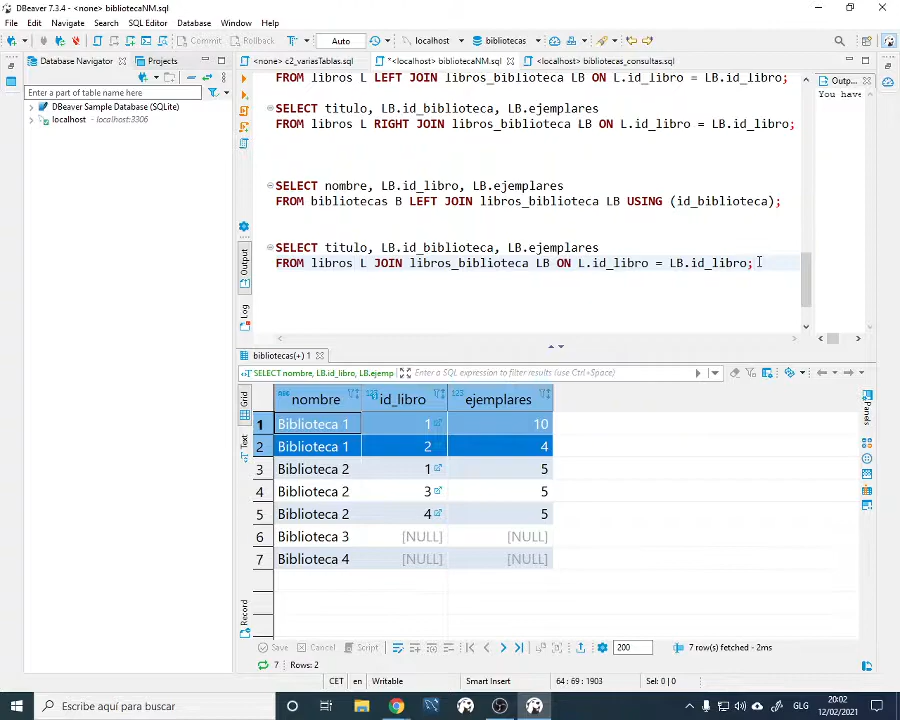 DBeaver 7.3.4 - <none> bibliotecaNM.sql
File Edit Navigate Search SQL Editor Database Window Help
Commit Rollback Auto localhost bibliotecas
Database Navigator Projects
<none> c2_variasTablas.sql *<localhost> bibliotecaNM.sql <localhost> bibliotecas_consultas.sql
Enter a part of table name here
DBeaver Sample Database (SQLite)
localhost - localhost:3306
FROM libros L LEFT JOIN libros_biblioteca LB ON L.id_libro = LB.id_libro;
SELECT titulo, LB.id_biblioteca, LB.ejemplares
FROM libros L RIGHT JOIN libros_biblioteca LB ON L.id_libro = LB.id_libro;
SELECT nombre, LB.id_libro, LB.ejemplares
FROM bibliotecas B LEFT JOIN libros_biblioteca LB USING (id_biblioteca);
SELECT titulo, LB.id_biblioteca, LB.ejemplares
FROM libros L JOIN libros_biblioteca LB ON L.id_libro = LB.id_libro;
Outp...
You have
Output
Log
bibliotecas(+) 1
SELECT nombre, LB.id_libro, LB.ejemp Enter a SQL expression to filter results (use Ctrl+Space)
Grid
Text
Record
Panels
nombre id_libro ejemplares
1 Biblioteca 1 1 10
2 Biblioteca 1 2 4
3 Biblioteca 2 1 5
4 Biblioteca 2 3 5
5 Biblioteca 2 4 5
6 Biblioteca 3 [NULL] [NULL]
7 Biblioteca 4 [NULL] [NULL]
Save Cancel Script 200 7 row(s) fetched - 2ms
7 Rows: 2
CET en Writable Smart Insert 64 : 69 : 1903 Sel: 0 | 0
Escribe aquí para buscar
GLG
20:02
12/02/2021